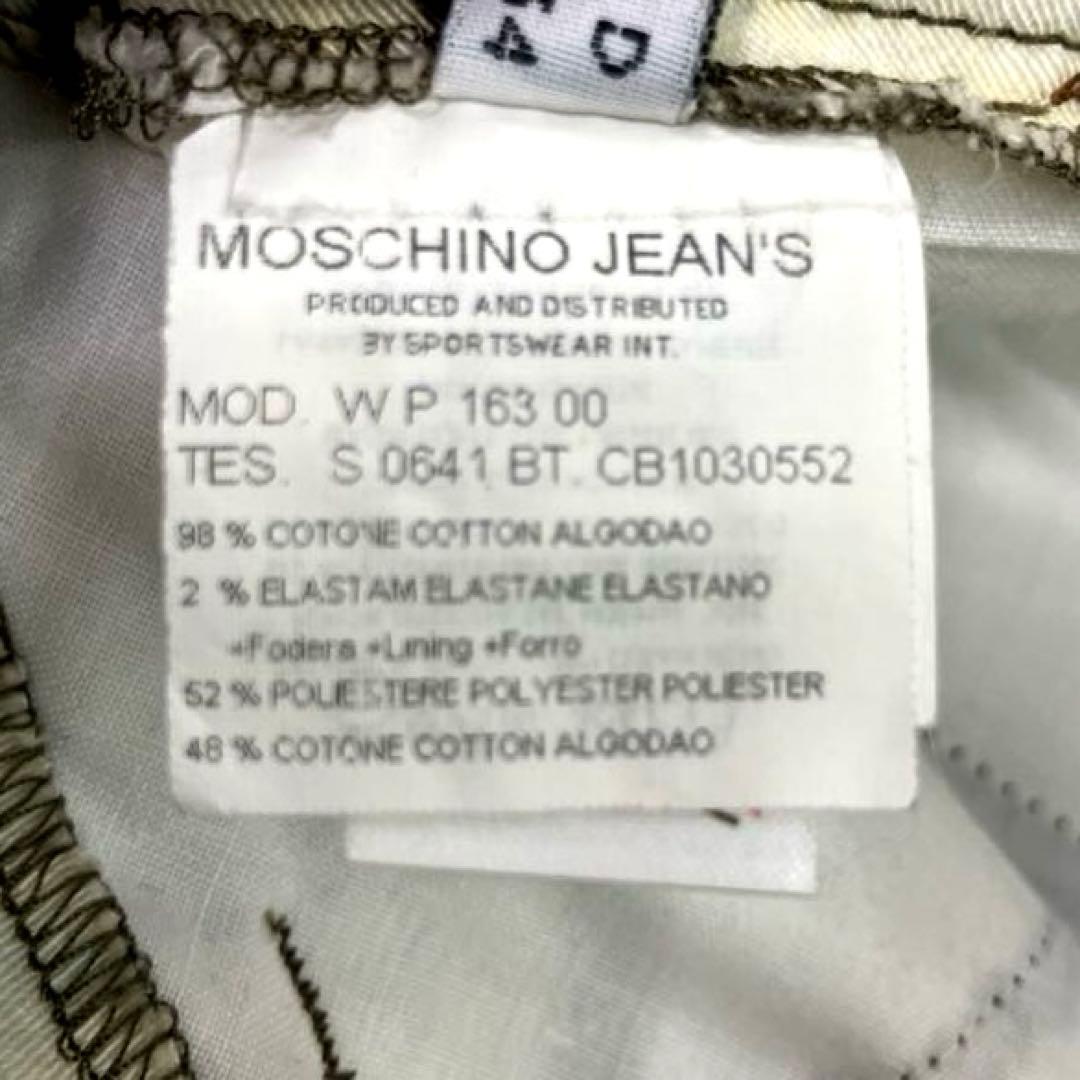 D 4
MOSCHINO JEAN'S
PRODUCED AND DISTRIBUTED
BY SPORTSWEAR INT.
MOD. W P 163 00
TES. S 0641 BT. CB1030552
98 % COTONE COTTON ALGODAO
2 % ELASTAM ELASTANE ELASTANO
+Fodera +Lining +Forro
52 % POLIESTERE POLYESTER POLIESTER
48 % COTONE COTTON ALGODAO